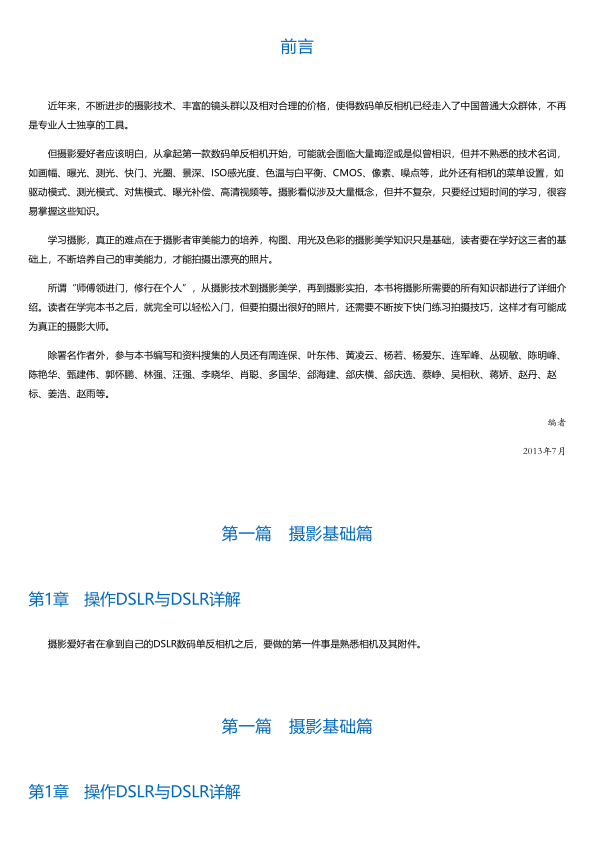 前言
近年来，不断进步的摄影技术、丰富的镜头群以及相对合理的价格，使得数码单反相机已经走入了中国普通大众群体，不再
是专业人士独享的工具。
但摄影爱好者应该明白，从拿起第一款数码单反相机开始，可能就会面临大量晦涩或是似曾相识，但并不熟悉的技术名词，
如画幅、曝光、测光、快门、光圈、景深、ISO感光度、色温与白平衡、CMOS、像素、噪点等，此外还有相机的菜单设置，如
驱动模式、测光模式、对焦模式、曝光补偿、高清视频等。摄影看似涉及大量概念，但并不复杂，只要经过短时间的学习，很容
易掌握这些知识。
学习摄影，真正的难点在于摄影者审美能力的培养，构图、用光及色彩的摄影美学知识只是基础，读者要在学好这三者的基
础上，不断培养自己的审美能力，才能拍摄出漂亮的照片。
所谓“师傅领进门，修行在个人”，从摄影技术到摄影美学，再到摄影实拍，本书将摄影所需要的所有知识都进行了详细介
绍。读者在学完本书之后，就完全可以轻松入门，但要拍摄出很好的照片，还需要不断按下快门练习拍摄技巧，这样才有可能成
为真正的摄影大师。
除署名作者外，参与本书编写和资料搜集的人员还有周连保、叶东伟、黄凌云、杨若、杨爱东、连军峰、丛砚敏、陈明峰、
陈艳华、甄建伟、郭怀鹏、林强、汪强、李晓华、肖聪、多国华、郐海建、郐庆横、郐庆选、蔡峥、吴相秋、蒋娇、赵丹、赵
标、姜浩、赵雨等。
编者
2013年7月
第一篇　摄影基础篇
第1章　操作DSLR与DSLR详解
摄影爱好者在拿到自己的DSLR数码单反相机之后，要做的第一件事是熟悉相机及其附件。
第一篇　摄影基础篇
第1章　操作DSLR与DSLR详解